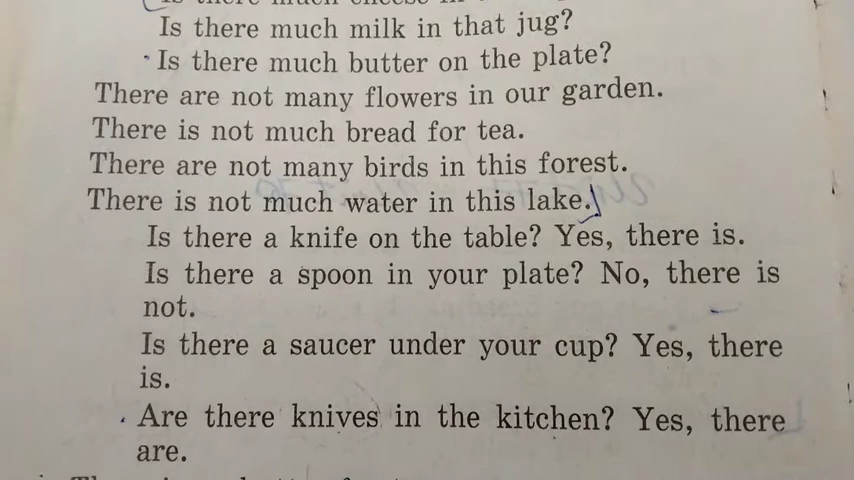 Is there much milk in that jug?
Is there much butter on the plate?
There are not many flowers in our garden.
There is not much bread for tea.
There are not many birds in this forest.
There is not much water in this lake.
Is there a knife on the table? Yes, there is.
Is there a spoon in your plate? No, there is
not.
Is there a saucer under your cup? Yes, there
is.
Are there knives in the kitchen? Yes, there
are.